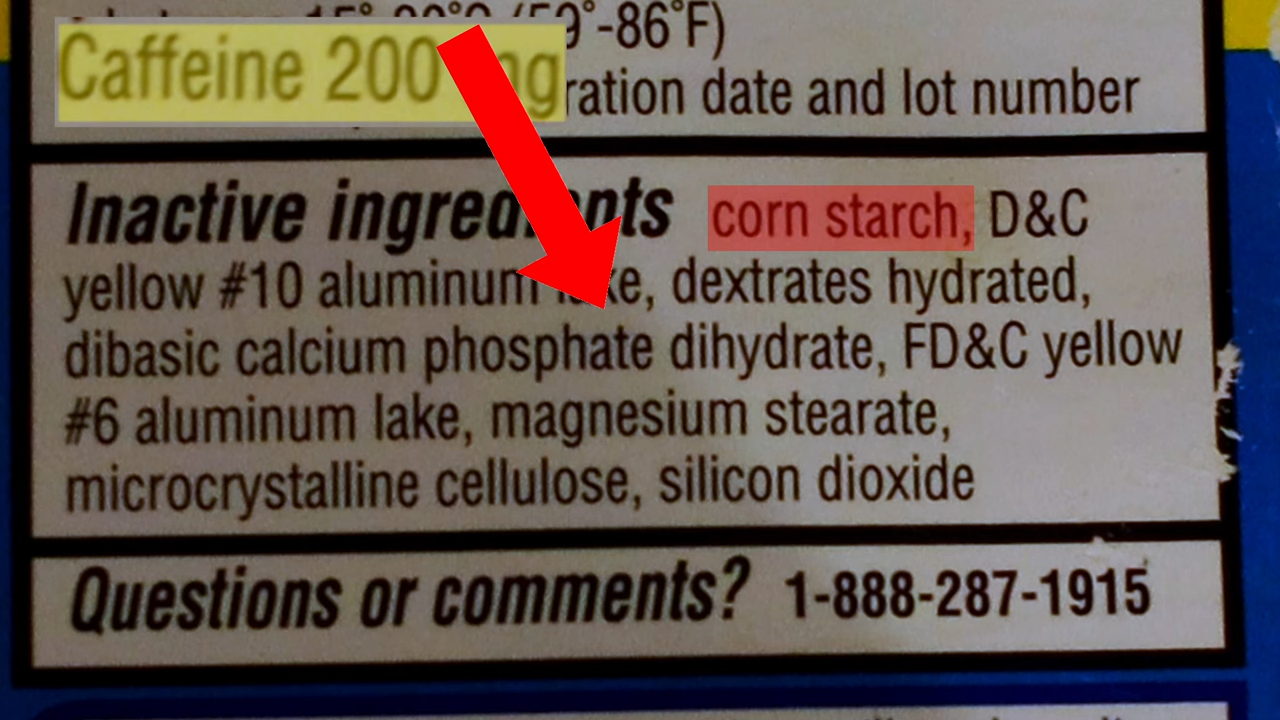 15°-30°C (59°-86°F)
Caffeine 200 mg
ration date and lot number
Inactive ingredients corn starch, D&C
yellow #10 aluminum lake, dextrates hydrated,
dibasic calcium phosphate dihydrate, FD&C yellow
#6 aluminum lake, magnesium stearate,
microcrystalline cellulose, silicon dioxide
Questions or comments? 1-888-287-1915